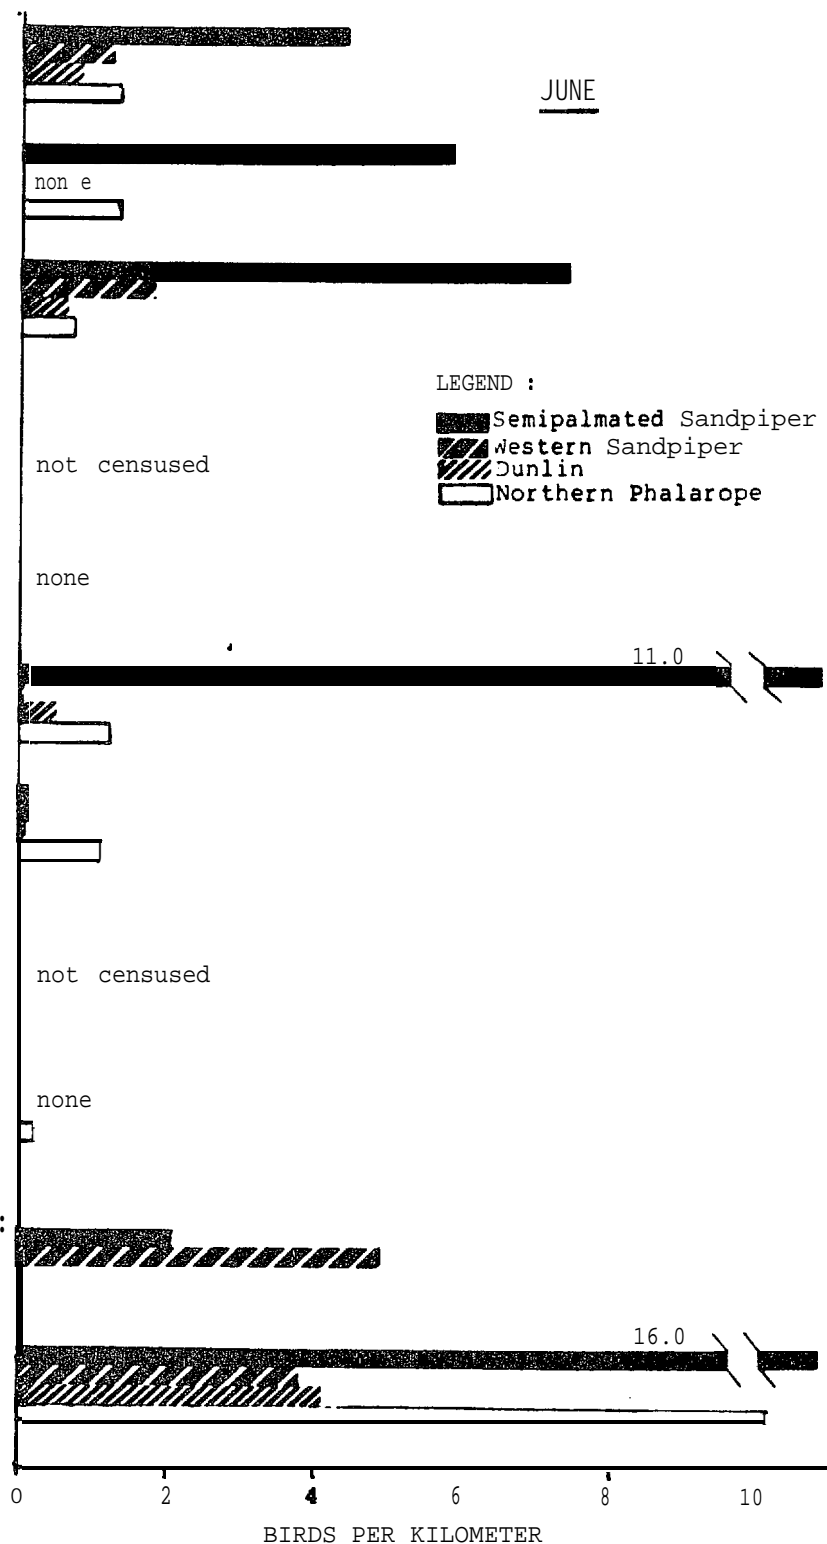 JUNE
non e
LEGEND :
Semipalmated Sandpiper
Western Sandpiper
Dunlin
Northern Phalarope
not censused
none
11.0
not censused
none
:
16.0
0 2 4 6 8 10
BIRDS PER KILOMETER